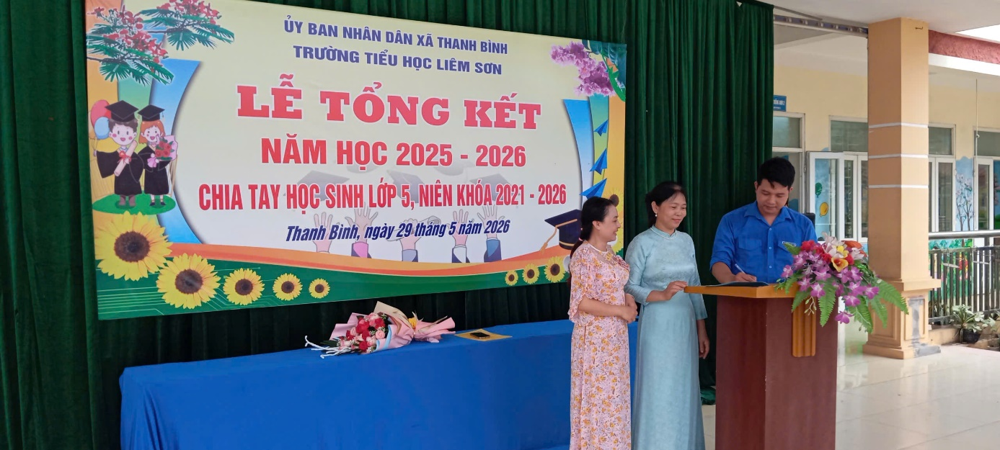 ỦY BAN NHÂN DÂN XÃ THANH BÌNH
TRƯỜNG TIỂU HỌC LIÊM SƠN
LỄ TỔNG KẾT
NĂM HỌC 2025 - 2026
CHIA TAY HỌC SINH LỚP 5, NIÊN KHÓA 2021 - 2026
Thanh Bình, ngày 29 tháng 5 năm 2026